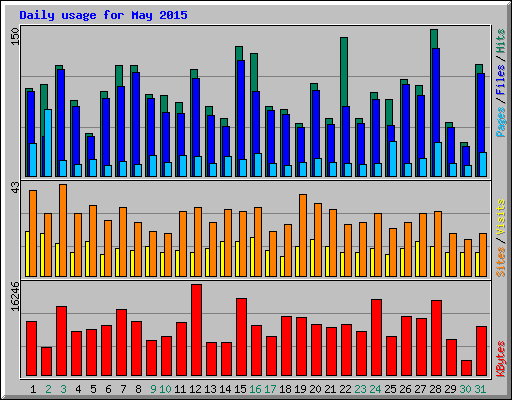 Daily usage for May 2015
150
Pages / Files / Hits
43
Sites / Visits
16246
KBytes
1 2 3 4 5 6 7 8 9 10 11 12 13 14 15 16 17 18 19 20 21 22 23 24 25 26 27 28 29 30 31